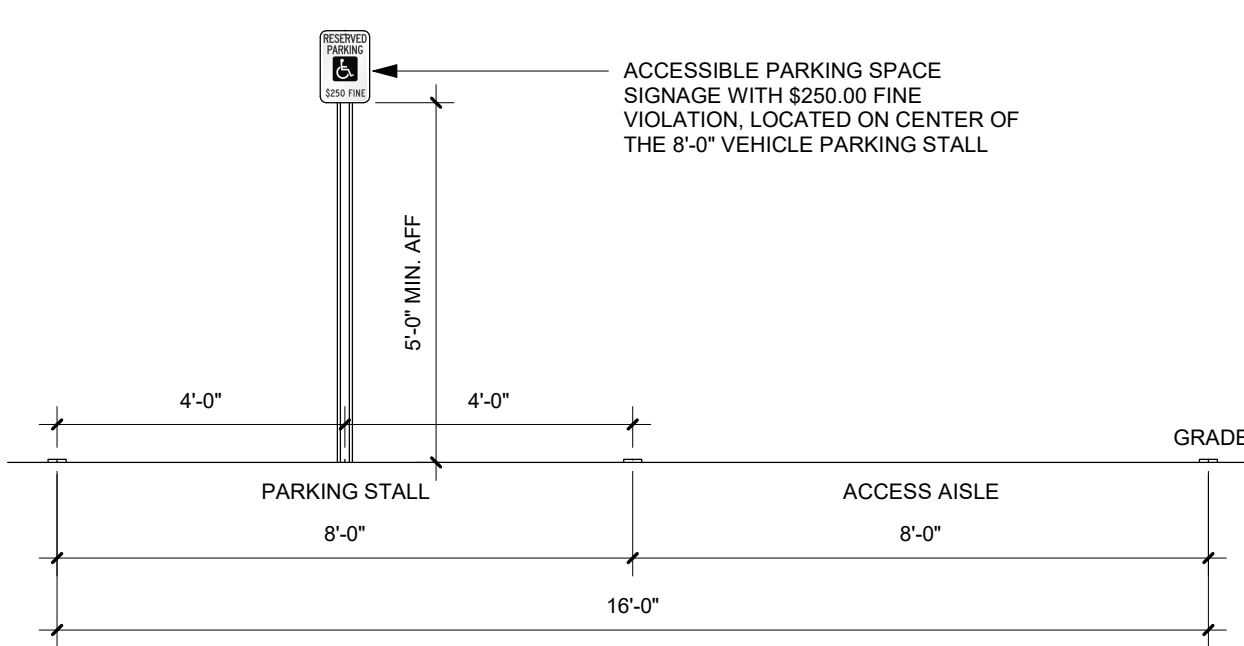 RESERVED
PARKING
$250 FINE
ACCESSIBLE PARKING SPACE
SIGNAGE WITH $250.00 FINE
VIOLATION, LOCATED ON CENTER OF
THE 8'-0" VEHICLE PARKING STALL
5'-0" MIN. AFF
4'-0"
4'-0"
GRADE
PARKING STALL
ACCESS AISLE
8'-0"
8'-0"
16'-0"